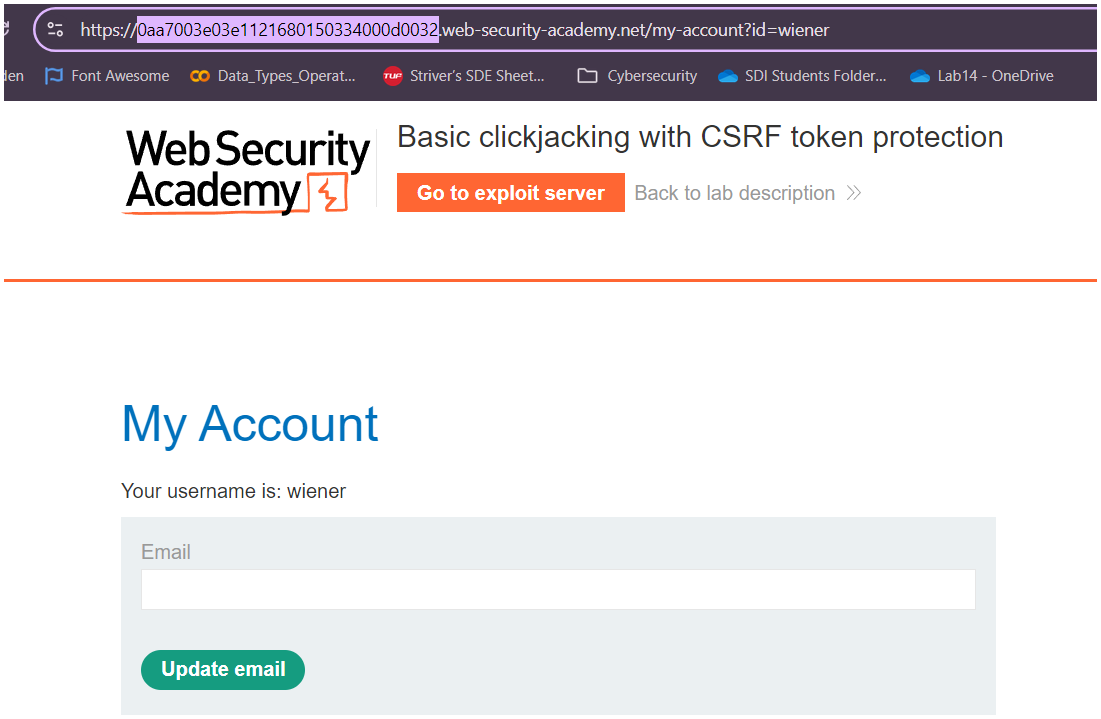 https://0aa7003e03e1121680150334000d0032.web-security-academy.net/my-account?id=wiener
den Font Awesome Data_Types_Operat... TUF Striver's SDE Sheet... Cybersecurity SDI Students Folder... Lab14 - OneDrive
Web Security
Academy
Basic clickjacking with CSRF token protection
Go to exploit server Back to lab description
My Account
Your username is: wiener
Email
Update email